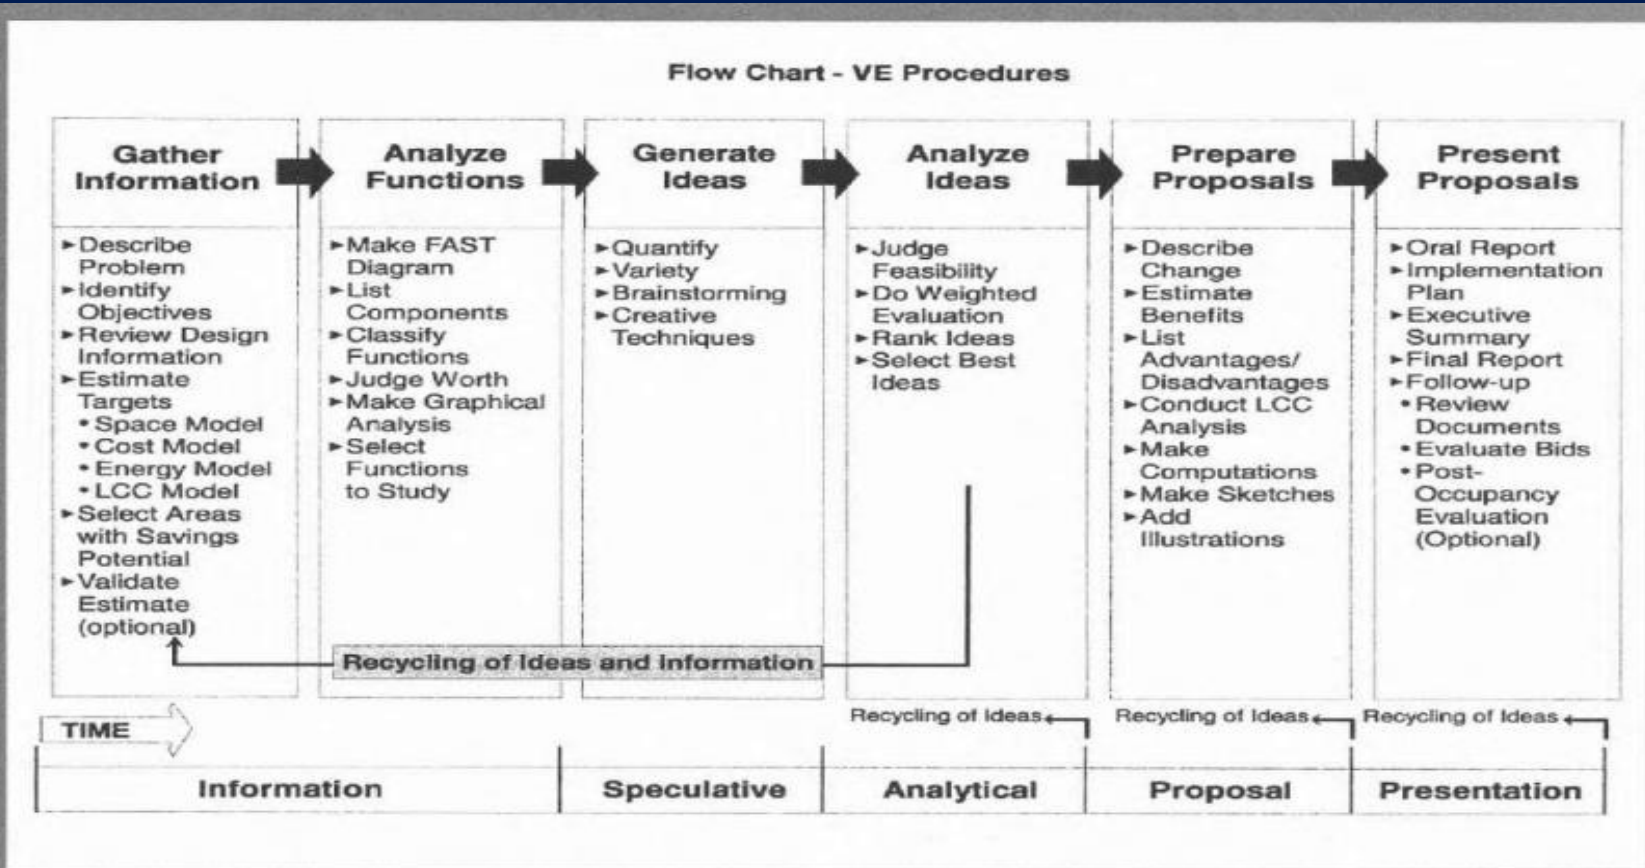 Flow Chart - VE Procedures
Gather
Information
►Describe
Problem
►Identify
Objectives
►Review Design
Information
►Estimate
Targets
•Space Model
•Cost Model
•Energy Model
•LCC Model
►Select Areas
with Savings
Potential
►Validate
Estimate
(optional)
Analyze
Functions
►Make FAST
Diagram
►List
Components
►Classify
Functions
►Judge Worth
►Make Graphical
Analysis
►Select
Functions
to Study
Generate
Ideas
►Quantify
►Variety
►Brainstorming
►Creative
Techniques
Analyze
Ideas
►Judge
Feasibility
►Do Weighted
Evaluation
►Rank Ideas
►Select Best
Ideas
Prepare
Proposals
►Describe
Change
►Estimate
Benefits
►List
Advantages/
Disadvantages
►Conduct LCC
Analysis
►Make
Computations
►Make Sketches
►Add
Illustrations
Present
Proposals
►Oral Report
►Implementation
Plan
►Executive
Summary
►Final Report
►Follow-up
•Review
Documents
•Evaluate Bids
•Post-
Occupancy
Evaluation
(Optional)
Recycling of Ideas and Information
Recycling of Ideas
Recycling of Ideas
Recycling of Ideas
TIME
Information
Speculative
Analytical
Proposal
Presentation